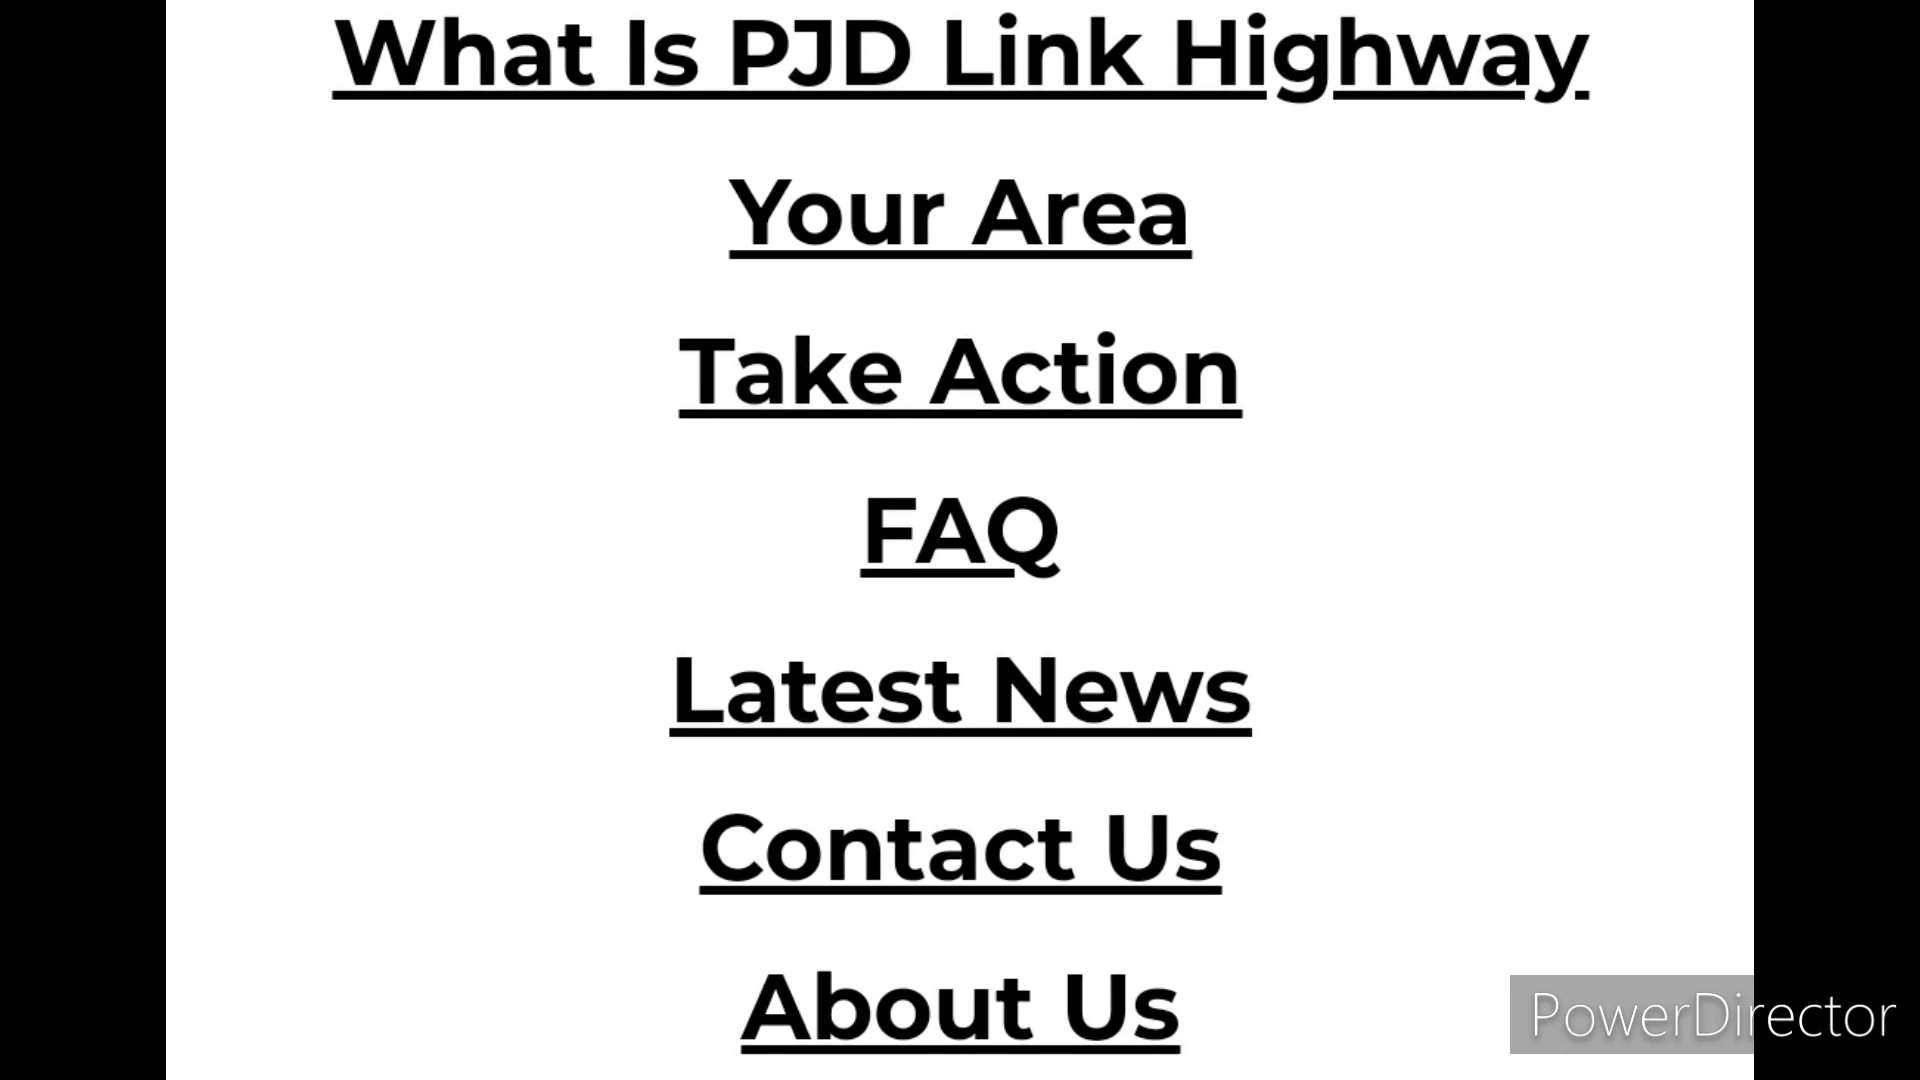 What Is PJD Link Highway
Your Area
Take Action
FAQ
Latest News
Contact Us
About Us
PowerDirector